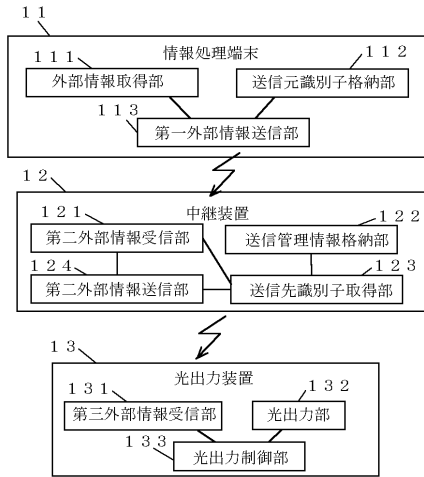 11
情報処理端末
111
112
外部情報取得部
送信元識別子格納部
113
第一外部情報送信部
12
中継装置
121
122
第二外部情報受信部
送信管理情報格納部
124
123
第二外部情報送信部
送信先識別子取得部
13
光出力装置
131
132
第三外部情報受信部
光出力部
133
光出力制御部